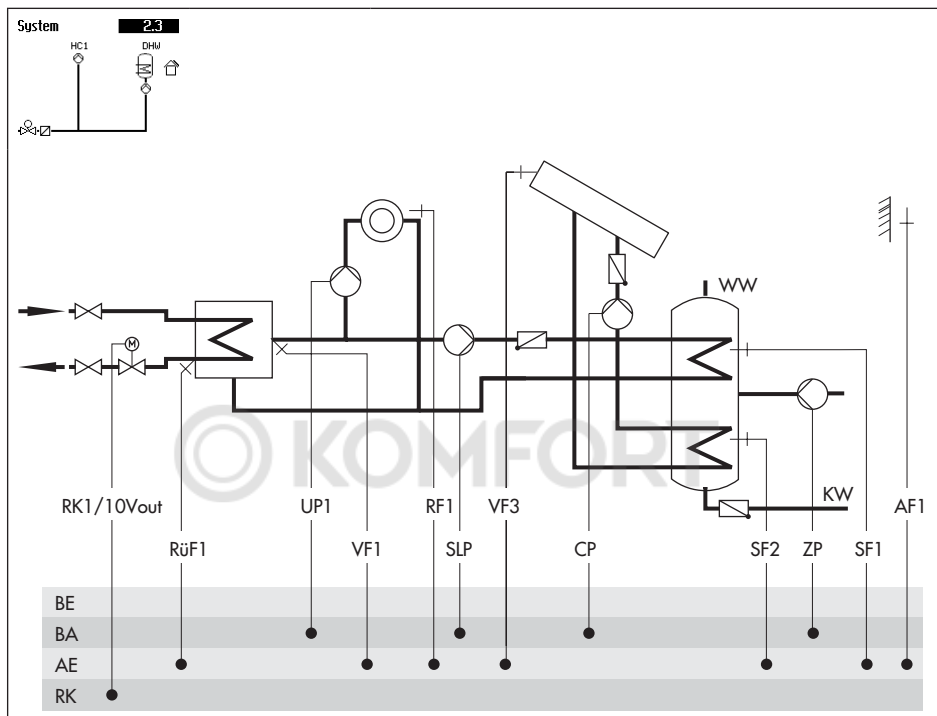 System 2.3
HC1 DHW
M
WW
KOMFORT
KW
RK1/10Vout UP1 RF1 VF3 AF1
RüF1 VF1 SLP CP SF2 ZP SF1
BE
BA
AE
RK